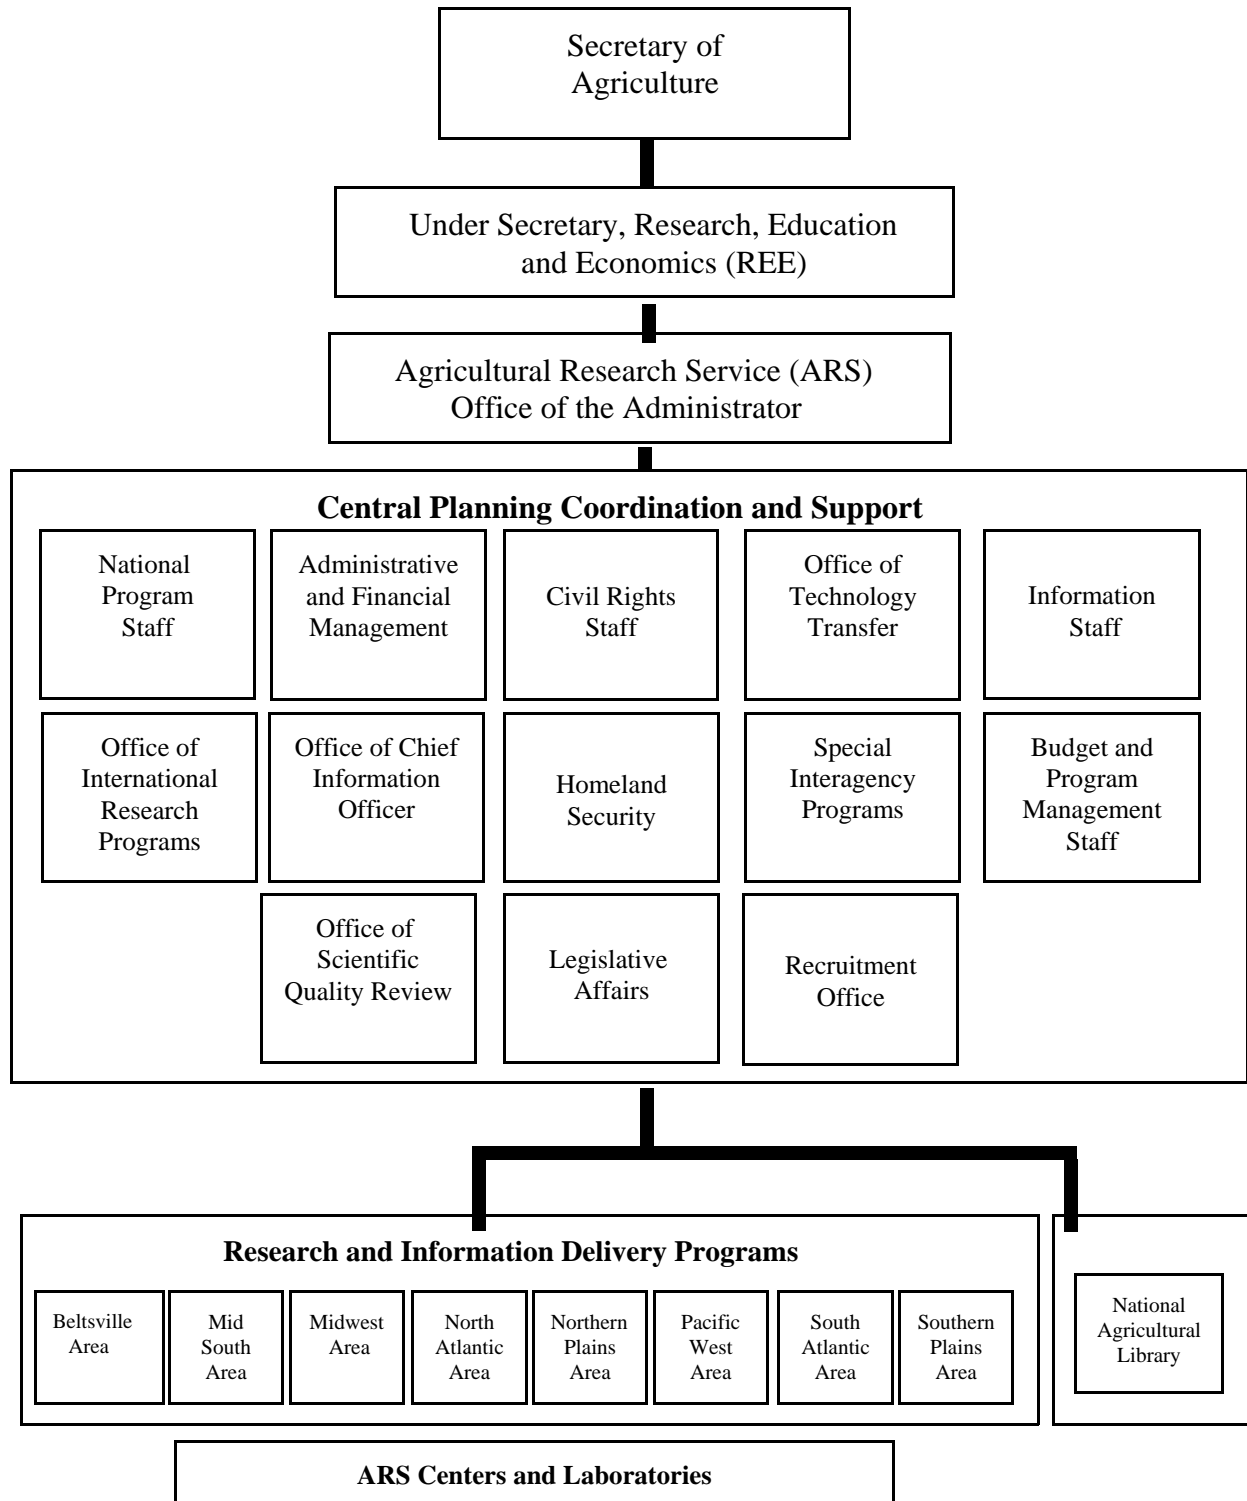 Secretary of
Agriculture
Under Secretary, Research, Education
and Economics (REE)
Agricultural Research Service (ARS)
Office of the Administrator
Central Planning Coordination and Support
National
Program
Staff
Administrative
and Financial
Management
Civil Rights
Staff
Office of
Technology
Transfer
Information
Staff
Office of
International
Research
Programs
Office of Chief
Information
Officer
Homeland
Security
Special
Interagency
Programs
Budget and
Program
Management
Staff
Office of
Scientific
Quality Review
Legislative
Affairs
Recruitment
Office
Research and Information Delivery Programs
Beltsville
Area
Mid
South
Area
Midwest
Area
North
Atlantic
Area
Northern
Plains
Area
Pacific
West
Area
South
Atlantic
Area
Southern
Plains
Area
National
Agricultural
Library
ARS Centers and Laboratories